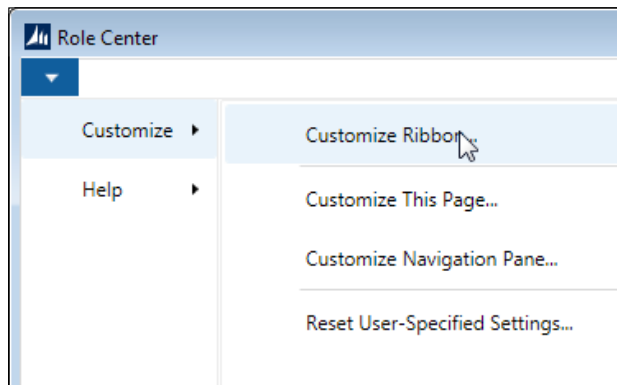 Role Center
Customize
Customize Ribbon...
Help
Customize This Page...
Customize Navigation Pane...
Reset User-Specified Settings...